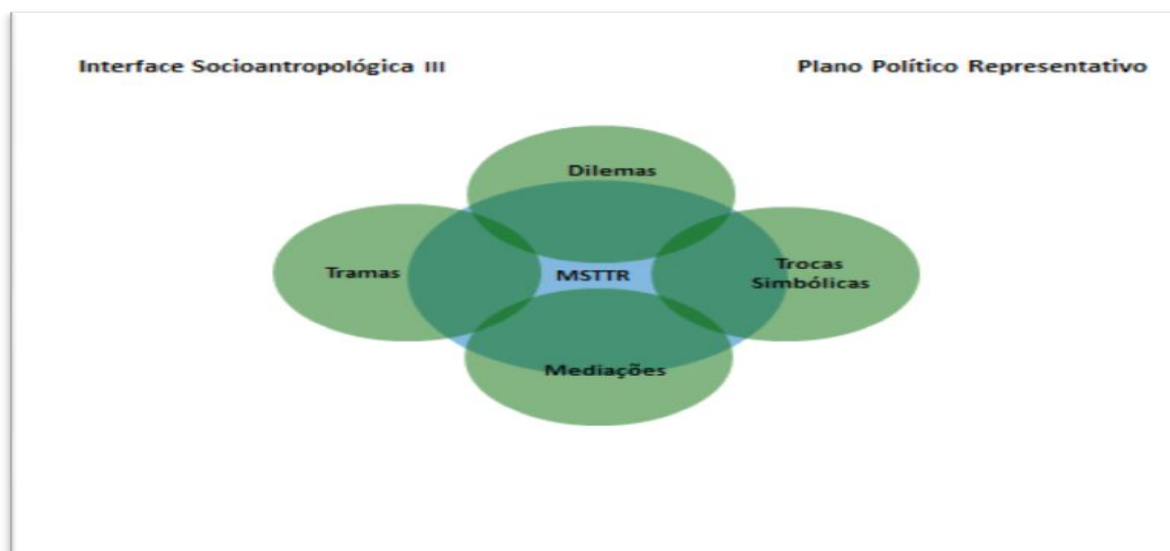 Interface Socioantropológica III
Plano Político Representativo
Dilemas
Tramas
MSTTR
Trocas
Simbólicas
Mediações